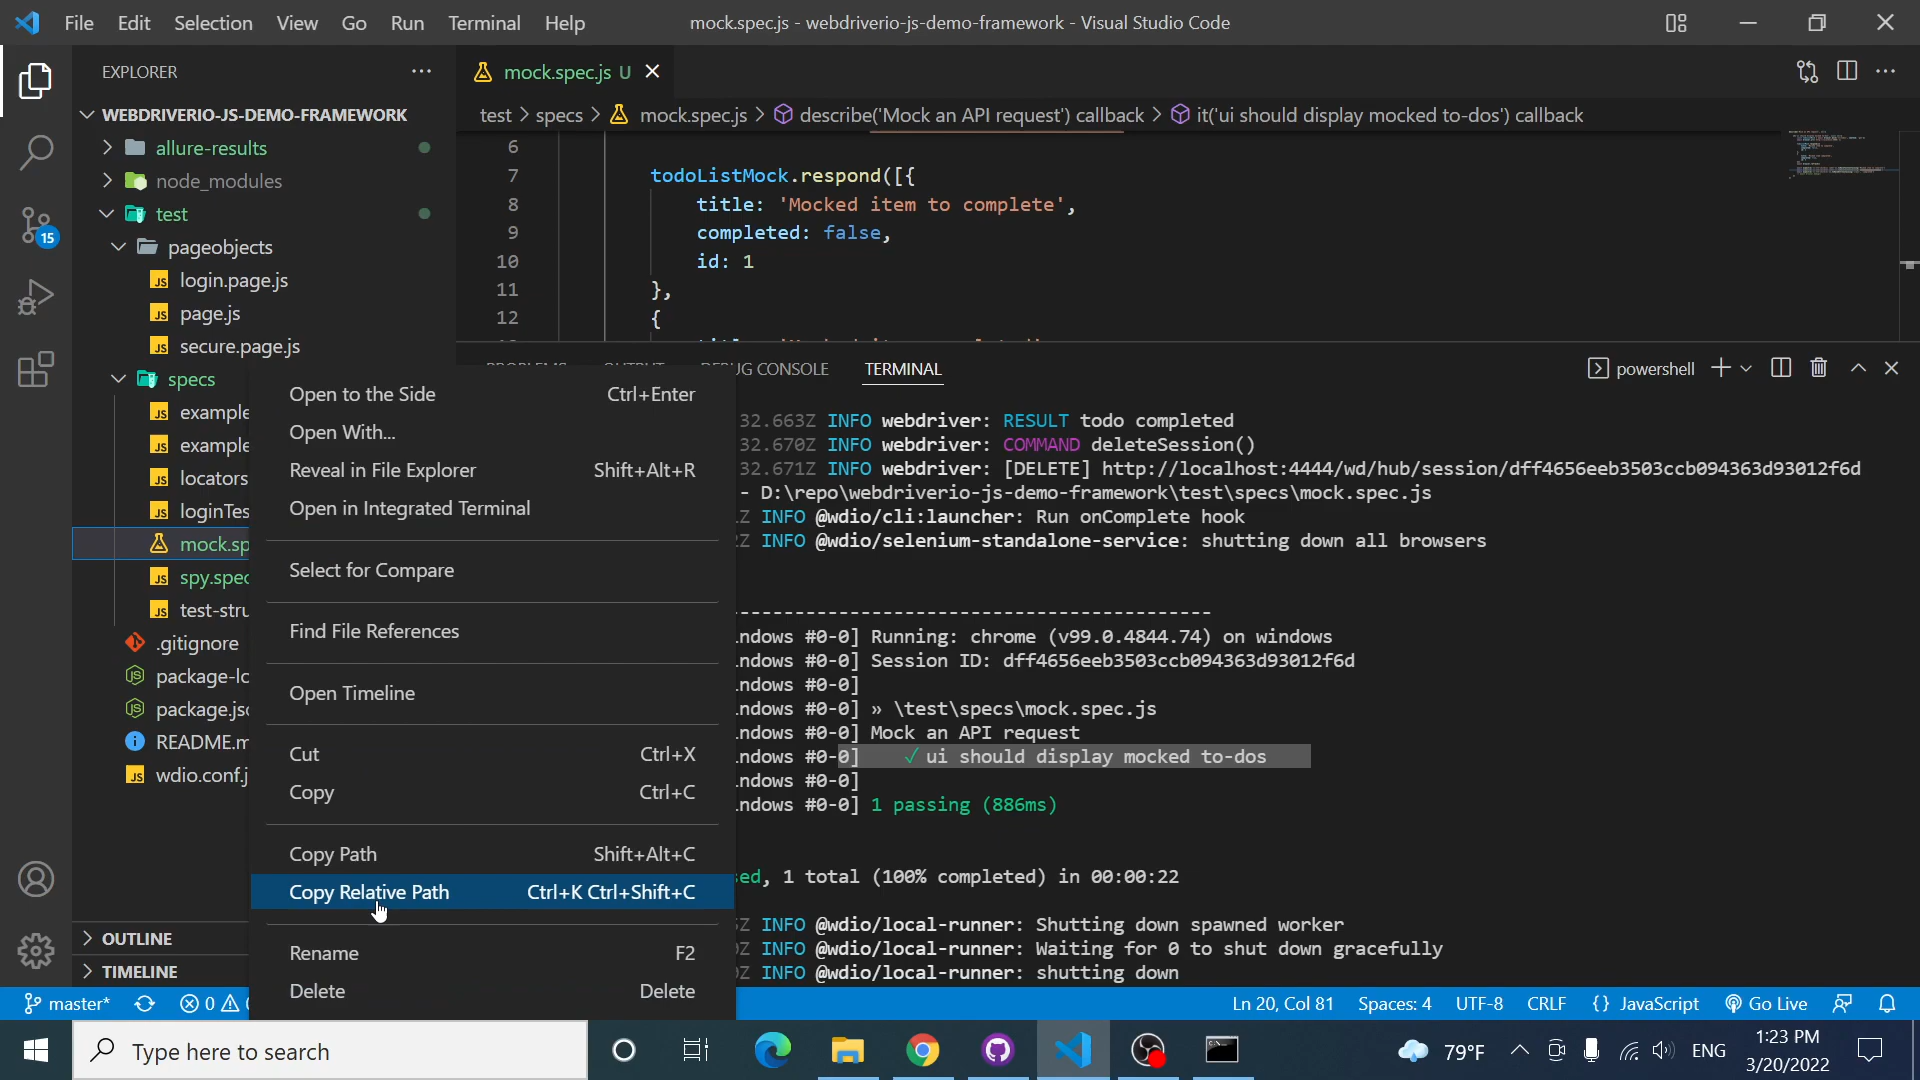 File Edit Selection View Go Run Terminal Help
mock.spec.js - webdriverio-js-demo-framework - Visual Studio Code
EXPLORER
WEBDRIVERIO-JS-DEMO-FRAMEWORK
allure-results
node_modules
test
pageobjects
login.page.js
page.js
secure.page.js
specs
example
example
locators
loginTes
mock.sp
spy.spec
test-stru
.gitignore
package-lo
package.jso
README.m
wdio.conf.j
OUTLINE
TIMELINE
15
mock.spec.js U
test > specs > mock.spec.js > describe('Mock an API request') callback > it('ui should display mocked to-dos') callback
6
7 todoListMock.respond([{
8 title: 'Mocked item to complete',
9 completed: false,
10 id: 1
11 },
12 {
DEBUG CONSOLE TERMINAL
powershell
Open to the Side Ctrl+Enter
Open With...
Reveal in File Explorer Shift+Alt+R
Open in Integrated Terminal
Select for Compare
Find File References
Open Timeline
Cut Ctrl+X
Copy Ctrl+C
Copy Path Shift+Alt+C
Copy Relative Path Ctrl+K Ctrl+Shift+C
Rename F2
Delete Delete
32.663Z INFO webdriver: RESULT todo completed
32.670Z INFO webdriver: COMMAND deleteSession()
32.671Z INFO webdriver: [DELETE] http://localhost:4444/wd/hub/session/dff4656eeb3503ccb094363d93012f6d
- D:\repo\webdriverio-js-demo-framework\test\specs\mock.spec.js
Z INFO @wdio/cli:launcher: Run onComplete hook
Z INFO @wdio/selenium-standalone-service: shutting down all browsers
-------------------------------------------
ndows #0-0] Running: chrome (v99.0.4844.74) on windows
ndows #0-0] Session ID: dff4656eeb3503ccb094363d93012f6d
ndows #0-0]
ndows #0-0] » \test\specs\mock.spec.js
ndows #0-0] Mock an API request
ndows #0-0] ✓ ui should display mocked to-dos
ndows #0-0]
ndows #0-0] 1 passing (886ms)
sed, 1 total (100% completed) in 00:00:22
Z INFO @wdio/local-runner: Shutting down spawned worker
Z INFO @wdio/local-runner: Waiting for 0 to shut down gracefully
Z INFO @wdio/local-runner: shutting down
master* 0
Ln 20, Col 81 Spaces: 4 UTF-8 CRLF {} JavaScript Go Live
Type here to search
79°F ENG
1:23 PM
3/20/2022